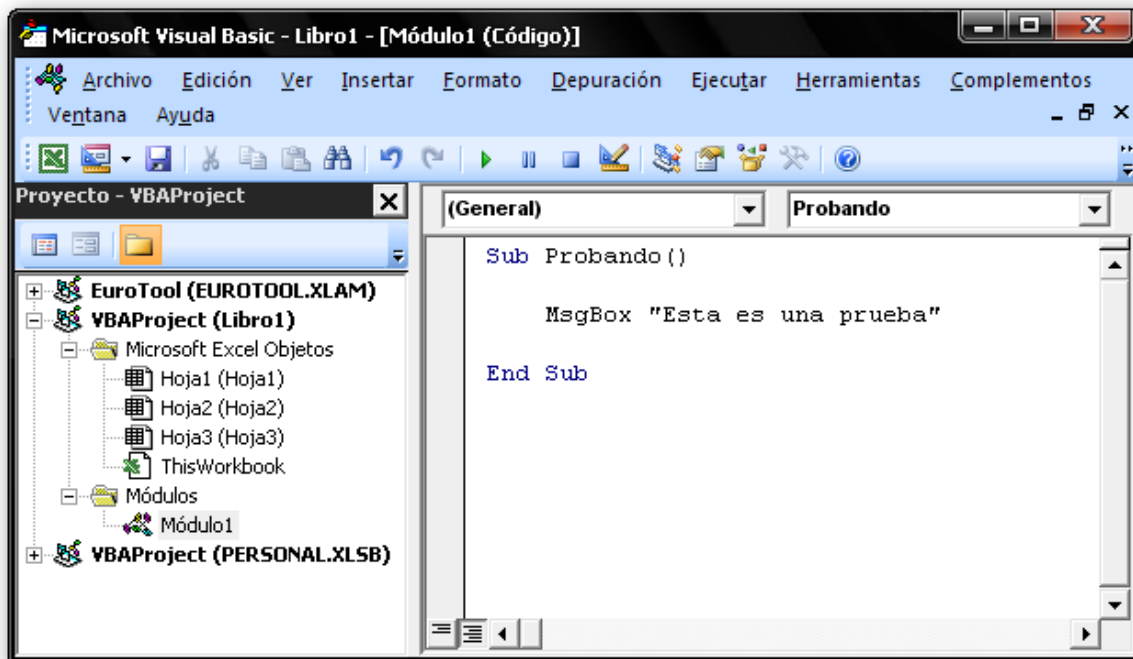 Microsoft Visual Basic - Libro1 - [Módulo1 (Código)]
Archivo Edición Ver Insertar Formato Depuración Ejecutar Herramientas Complementos
Ventana Ayuda
Proyecto - VBAProject
(General) Probando
EuroTool (EUROTOOL.XLAM)
VBAProject (Libro1)
Microsoft Excel Objetos
Hoja1 (Hoja1)
Hoja2 (Hoja2)
Hoja3 (Hoja3)
ThisWorkbook
Módulos
Módulo1
VBAProject (PERSONAL.XLSB)
Sub Probando()
MsgBox "Esta es una prueba"
End Sub